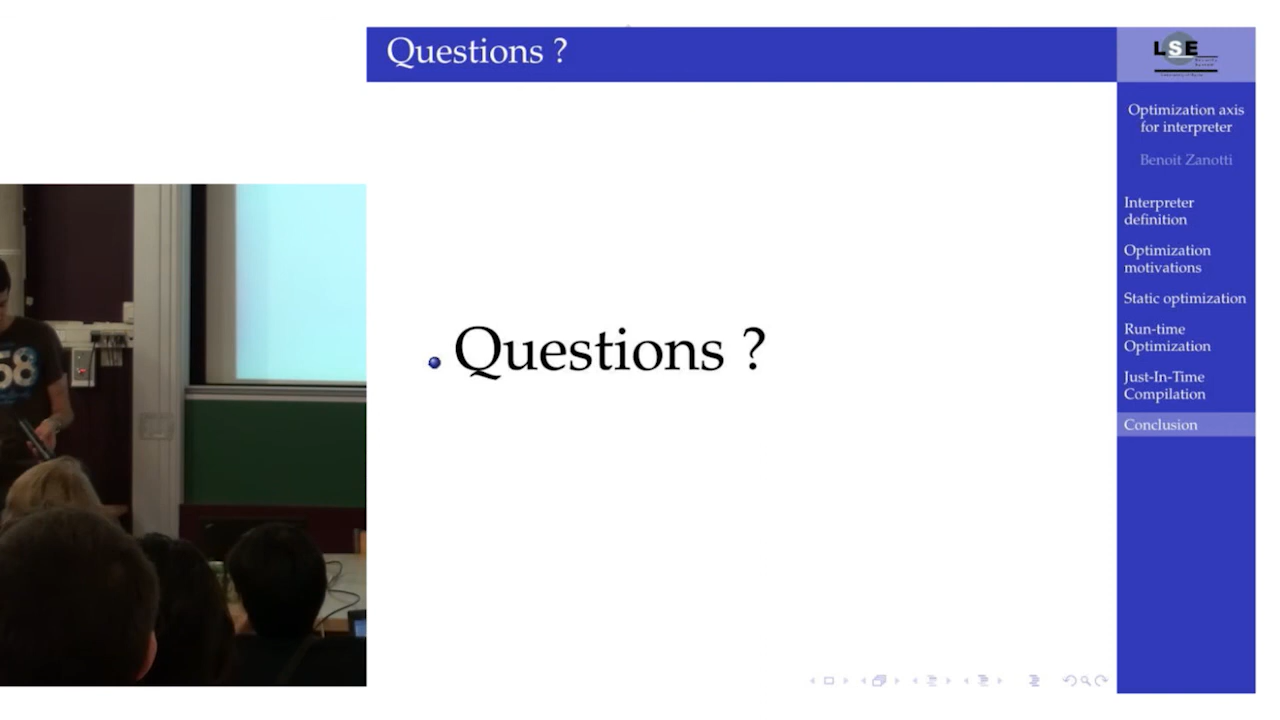 Questions ?
LSE
Optimization axis
for interpreter
Benoit Zanotti
Interpreter
definition
Optimization
motivations
Static optimization
Run-time
Optimization
Just-In-Time
Compilation
Conclusion
Questions ?
58